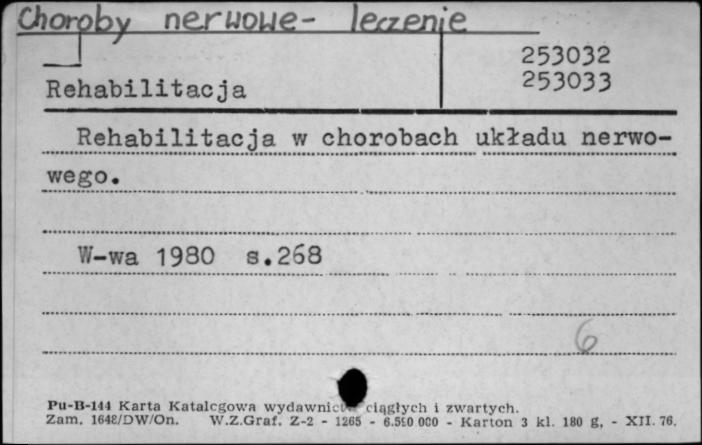 Choroby nerwowe- leczenie
253032
Rehabilitacja 253033
Rehabilitacja w chorobach układu nerwo-
wego.
W-wa 1980 s.268
6
Pu-B-144 Karta Katalogowa wydawnictw ciągłych i zwartych.
Zam. 1648/DW/On. W.Z.Graf. Z-2 - 1265 - 6.500 000 - Karton 3 kl. 180 g, - XII. 76.